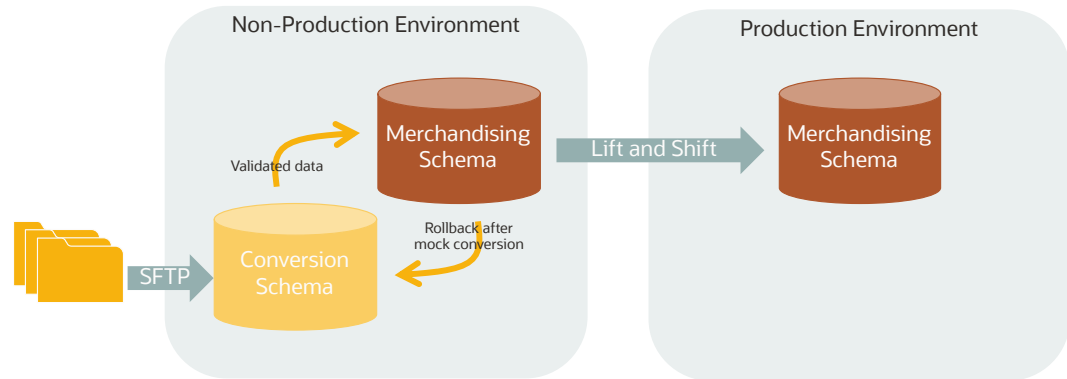 Non-Production Environment
Production Environment
Merchandising
Schema
Lift and Shift
Merchandising
Schema
Validated data
Rollback after
mock conversion
Conversion
Schema
SFTP